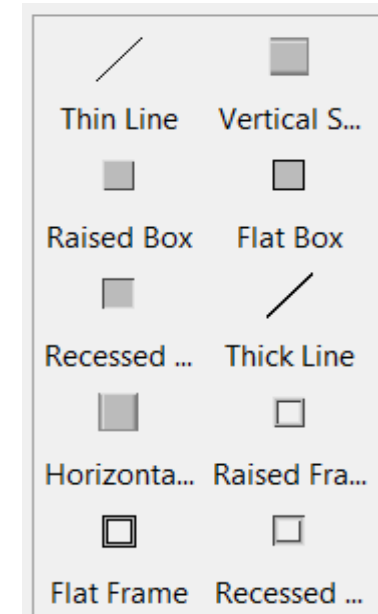 Thin Line Vertical S...
Raised Box Flat Box
Recessed ... Thick Line
Horizonta... Raised Fra...
Flat Frame Recessed ...